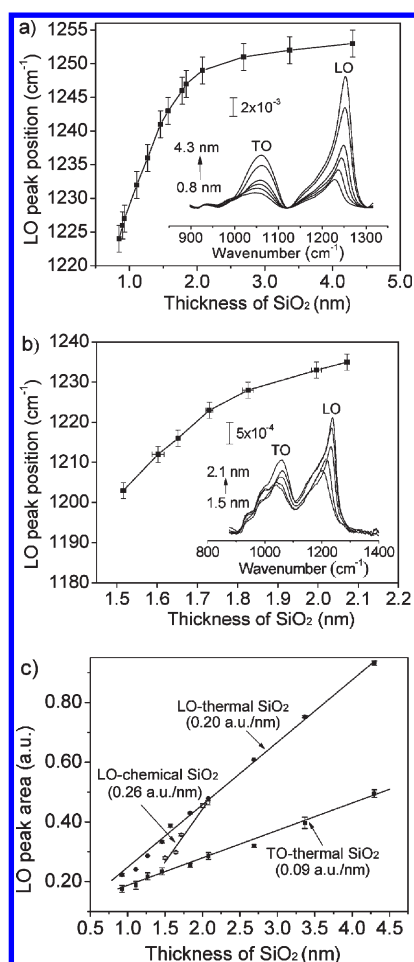 a)
LO peak position (cm⁻¹)
1255
1250
1245
1240
1235
1230
1225
1220
2x10⁻³
LO
TO
4.3 nm
0.8 nm
900 1000 1100 1200 1300
Wavenumber (cm⁻¹)
1.0 2.0 3.0 4.0 5.0
Thickness of SiO₂ (nm)
b)
LO peak position (cm⁻¹)
1240
1230
1220
1210
1200
1190
1180
5x10⁻⁴
LO
TO
2.1 nm
1.5 nm
800 1000 1200 1400
Wavenumber (cm⁻¹)
1.5 1.6 1.7 1.8 1.9 2.0 2.1 2.2
Thickness of SiO₂ (nm)
c)
LO peak area (a.u.)
0.80
0.60
0.40
0.20
LO-thermal SiO₂
(0.20 a.u./nm)
LO-chemical SiO₂
(0.26 a.u./nm)
TO-thermal SiO₂
(0.09 a.u./nm)
0.5 1.0 1.5 2.0 2.5 3.0 3.5 4.0 4.5
Thickness of SiO₂ (nm)